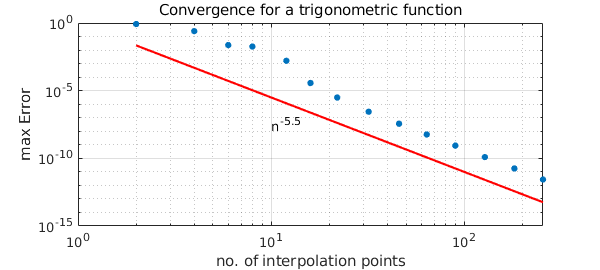 Convergence for a trigonometric function
10^0
10^-5
10^-10
10^-15
max Error
n^-5.5
10^0
10^1
10^2
no. of interpolation points